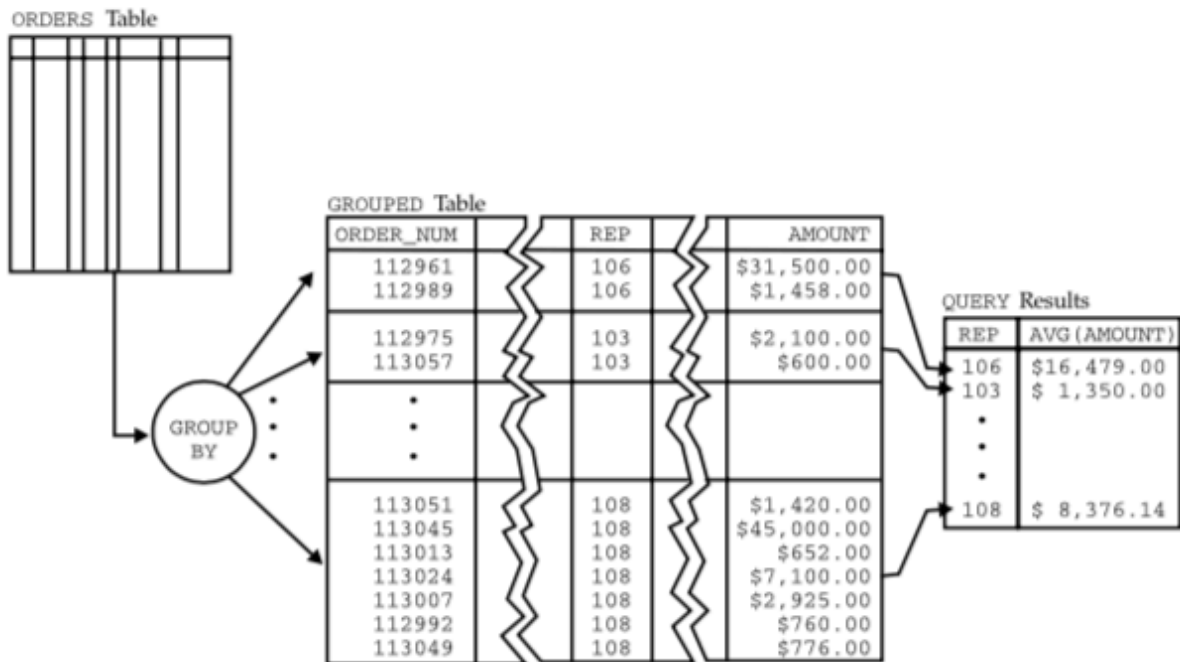 ORDERS Table
GROUPED Table
ORDER_NUM REP AMOUNT
112961 106 $31,500.00
112989 106 $1,458.00
112975 103 $2,100.00
113057 103 $600.00
113051 108 $1,420.00
113045 108 $45,000.00
113013 108 $652.00
113024 108 $7,100.00
113007 108 $2,925.00
112992 108 $760.00
113049 108 $776.00
GROUP
BY
QUERY Results
REP AVG(AMOUNT)
106 $16,479.00
103 $ 1,350.00
108 $ 8,376.14